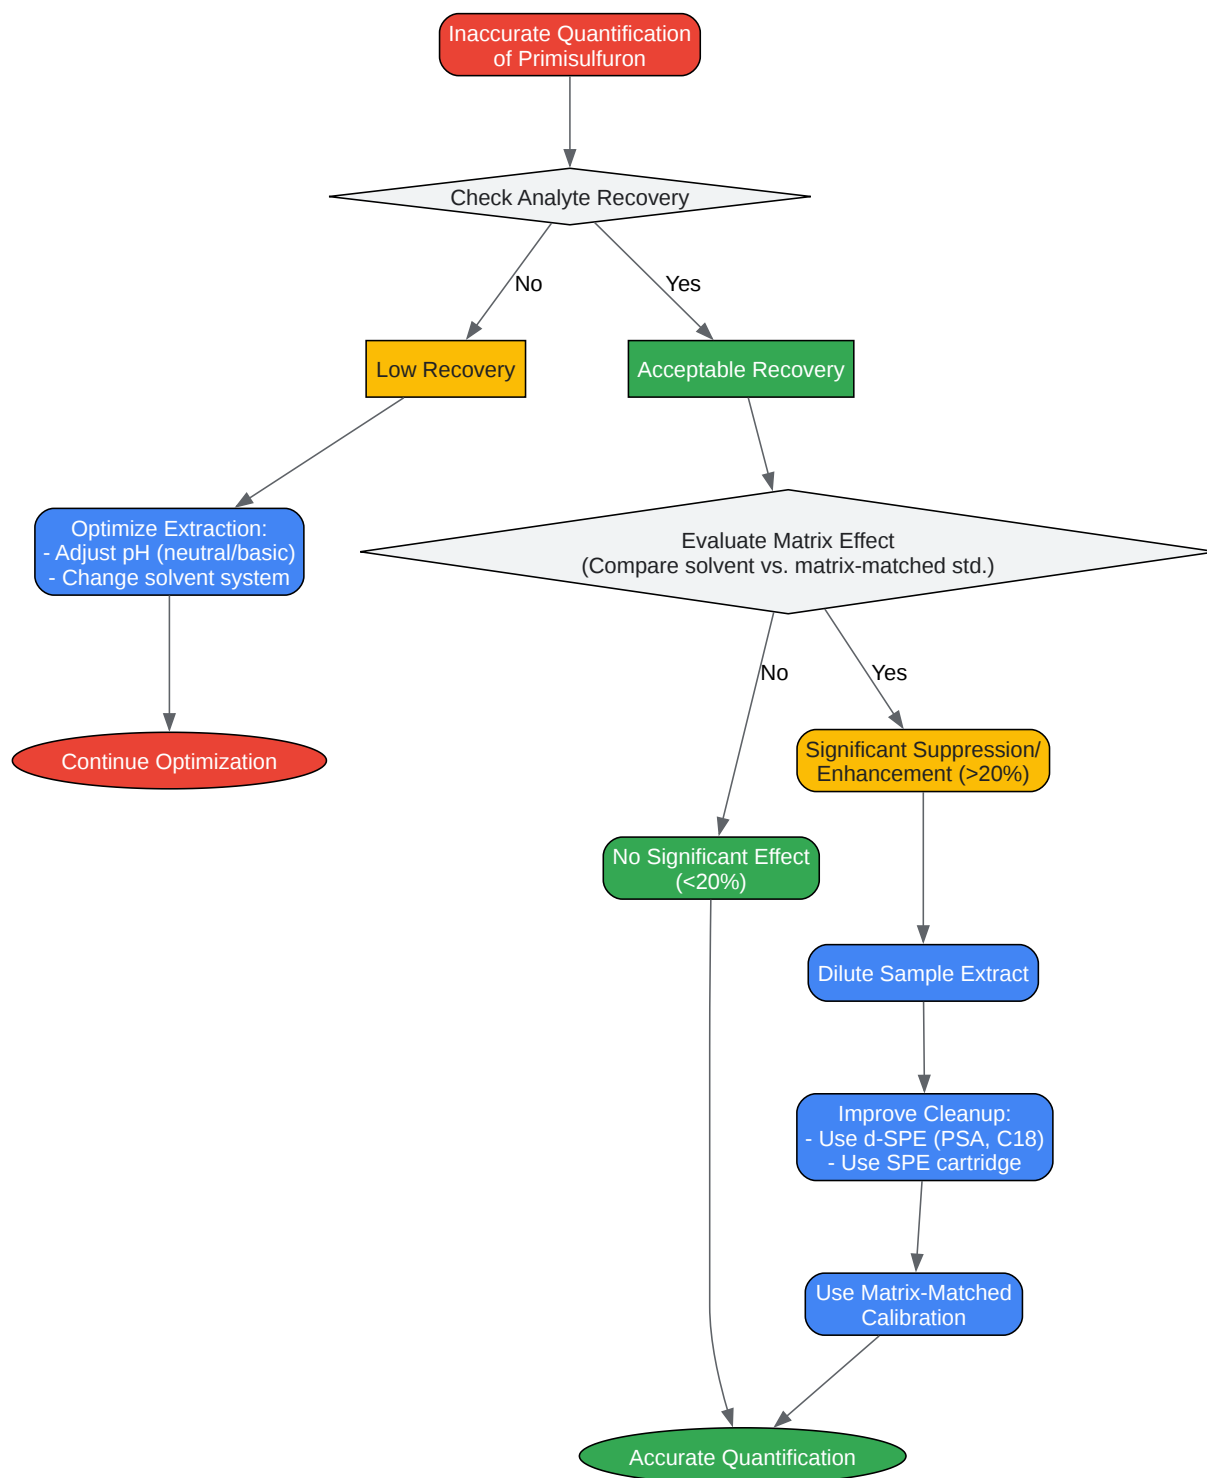 Inaccurate Quantification
of Primisulfuron
Check Analyte Recovery
No
Yes
Low Recovery
Acceptable Recovery
Optimize Extraction:
- Adjust pH (neutral/basic)
- Change solvent system
Evaluate Matrix Effect
(Compare solvent vs. matrix-matched std.)
No
Yes
Continue Optimization
Significant Suppression/
Enhancement (>20%)
No Significant Effect
(<20%)
Dilute Sample Extract
Improve Cleanup:
- Use d-SPE (PSA, C18)
- Use SPE cartridge
Use Matrix-Matched
Calibration
Accurate Quantification